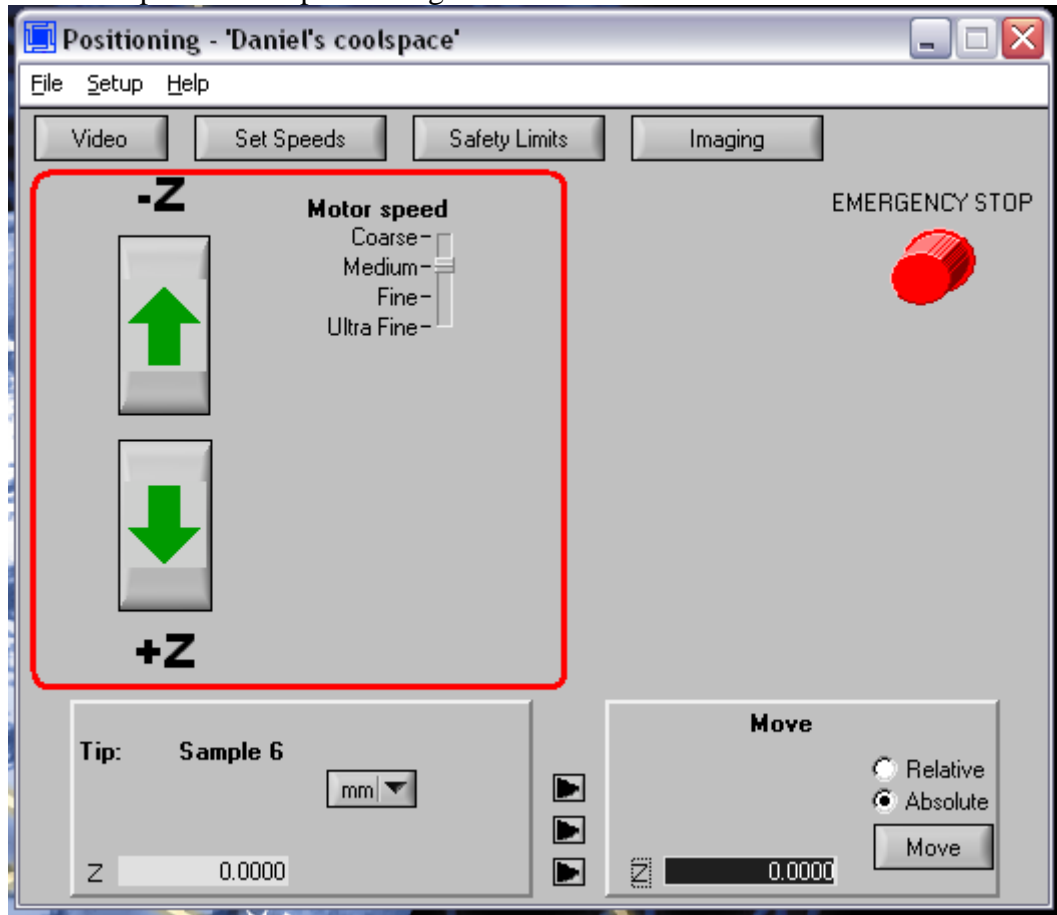 Positioning - 'Daniel's coolspace'
File Setup Help
Video Set Speeds Safety Limits Imaging
-Z
Motor speed
Coarse
Medium
Fine
Ultra Fine
EMERGENCY STOP
+Z
Tip: Sample 6
mm
Z 0.0000
Move
Relative
Absolute
Move
Z 0.0000